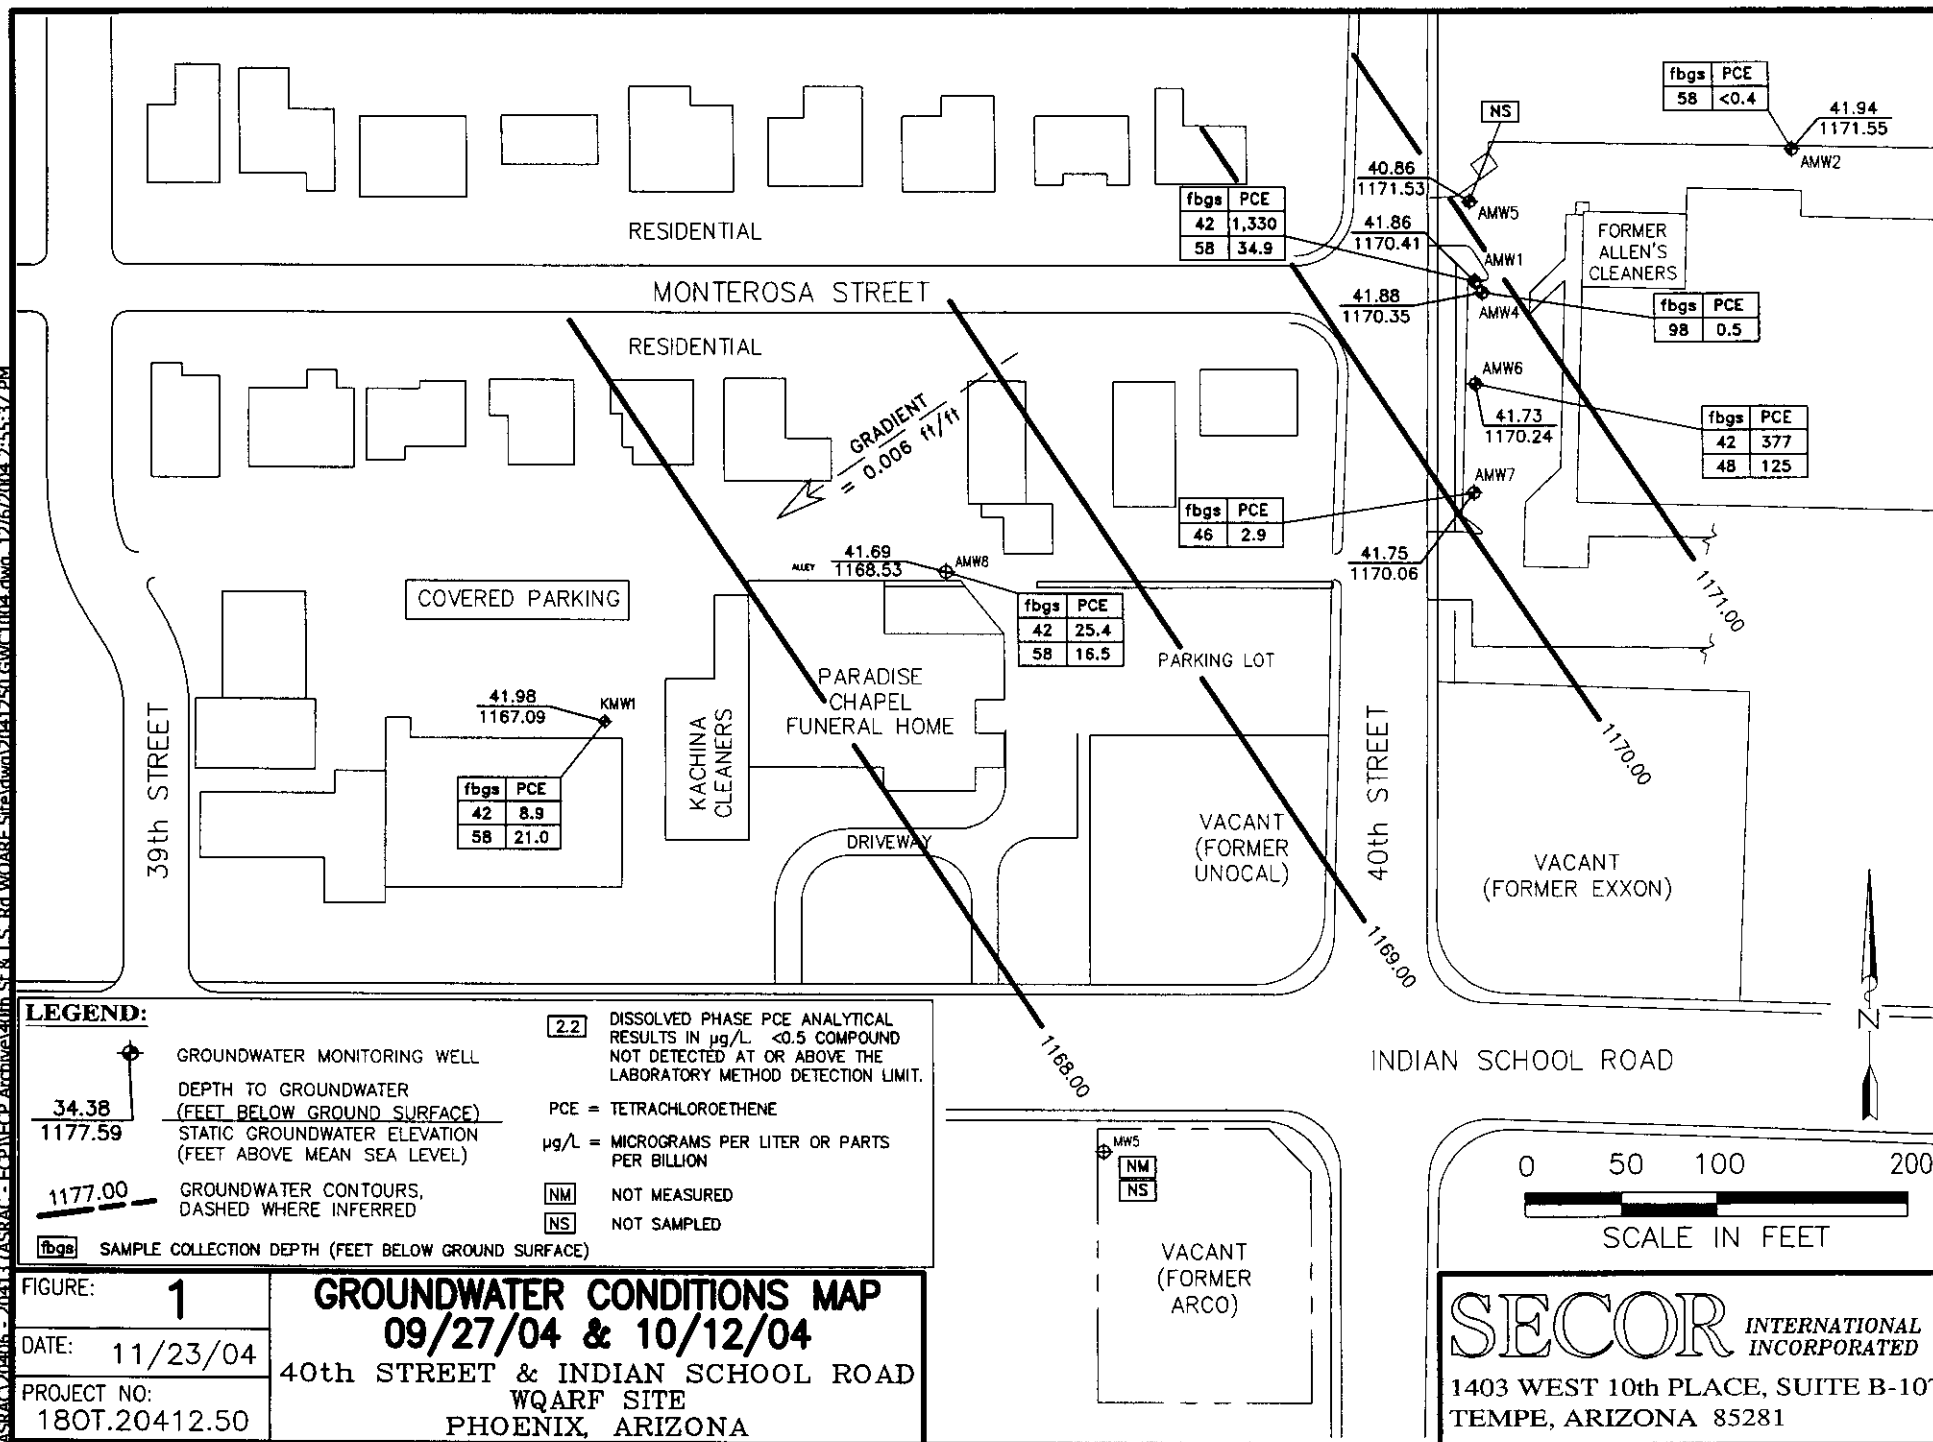 fbgs PCE
58 <0.4
41.94
1171.55
AMW2
NS
40.86
1171.53
AMW5
fbgs PCE
42 1,330
58 34.9
41.86
1170.41
AMW1
FORMER
ALLEN'S
CLEANERS
RESIDENTIAL
MONTEROSA STREET
41.88
1170.35
AMW4
fbgs PCE
98 0.5
RESIDENTIAL
AMW6
41.73
1170.24
fbgs PCE
42 377
48 125
GRADIENT
= 0.006 ft/ft
AMW7
fbgs PCE
46 2.9
41.75
1170.06
ALLEY
41.69
1168.53
AMW8
fbgs PCE
42 25.4
58 16.5
COVERED PARKING
1171.00
PARKING LOT
PARADISE
CHAPEL
FUNERAL HOME
41.98
1167.09
KMW1
fbgs PCE
42 8.9
58 21.0
KACHINA
CLEANERS
39th STREET
40th STREET
1170.00
DRIVEWAY
VACANT
(FORMER
UNOCAL)
VACANT
(FORMER EXXON)
1169.00
1168.00
INDIAN SCHOOL ROAD
N
MW5
NM
NS
VACANT
(FORMER
ARCO)
0 50 100 200
SCALE IN FEET
LEGEND:
GROUNDWATER MONITORING WELL
34.38
1177.59
DEPTH TO GROUNDWATER
(FEET BELOW GROUND SURFACE)
STATIC GROUNDWATER ELEVATION
(FEET ABOVE MEAN SEA LEVEL)
1177.00
GROUNDWATER CONTOURS,
DASHED WHERE INFERRED
fbgs SAMPLE COLLECTION DEPTH (FEET BELOW GROUND SURFACE)
2.2 DISSOLVED PHASE PCE ANALYTICAL
RESULTS IN µg/L. <0.5 COMPOUND
NOT DETECTED AT OR ABOVE THE
LABORATORY METHOD DETECTION LIMIT.
PCE = TETRACHLOROETHENE
µg/L = MICROGRAMS PER LITER OR PARTS
PER BILLION
NM NOT MEASURED
NS NOT SAMPLED
FIGURE: 1
DATE: 11/23/04
PROJECT NO:
180T.20412.50
GROUNDWATER CONDITIONS MAP
09/27/04 & 10/12/04
40th STREET & INDIAN SCHOOL ROAD
WQARF SITE
PHOENIX, ARIZONA
SECOR INTERNATIONAL
INCORPORATED
1403 WEST 10th PLACE, SUITE B-10
TEMPE, ARIZONA 85281